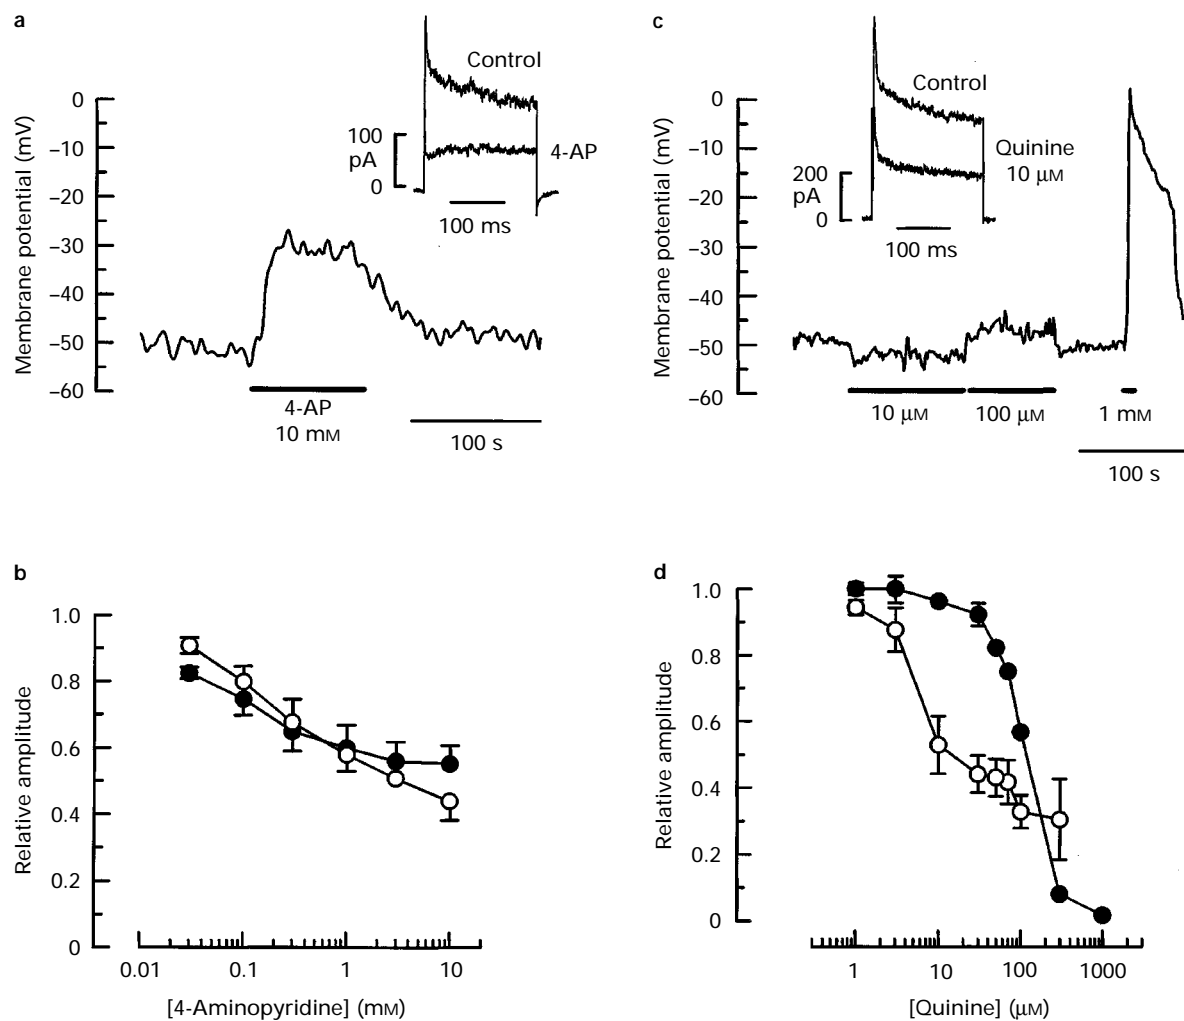 a
Membrane potential (mV)
0
–10
–20
–30
–40
–50
–60
Control
100
pA
0
4-AP
100 ms
4-AP
10 mM
100 s
c
Membrane potential (mV)
0
–10
–20
–30
–40
–50
–60
Control
Quinine
10 µM
200
pA
0
100 ms
10 µM
100 µM
1 mM
100 s
b
Relative amplitude
1.0
0.8
0.6
0.4
0.2
0
0.01
0.1
1
10
[4-Aminopyridine] (mM)
d
Relative amplitude
1.0
0.8
0.6
0.4
0.2
0
1
10
100
1000
[Quinine] (µM)